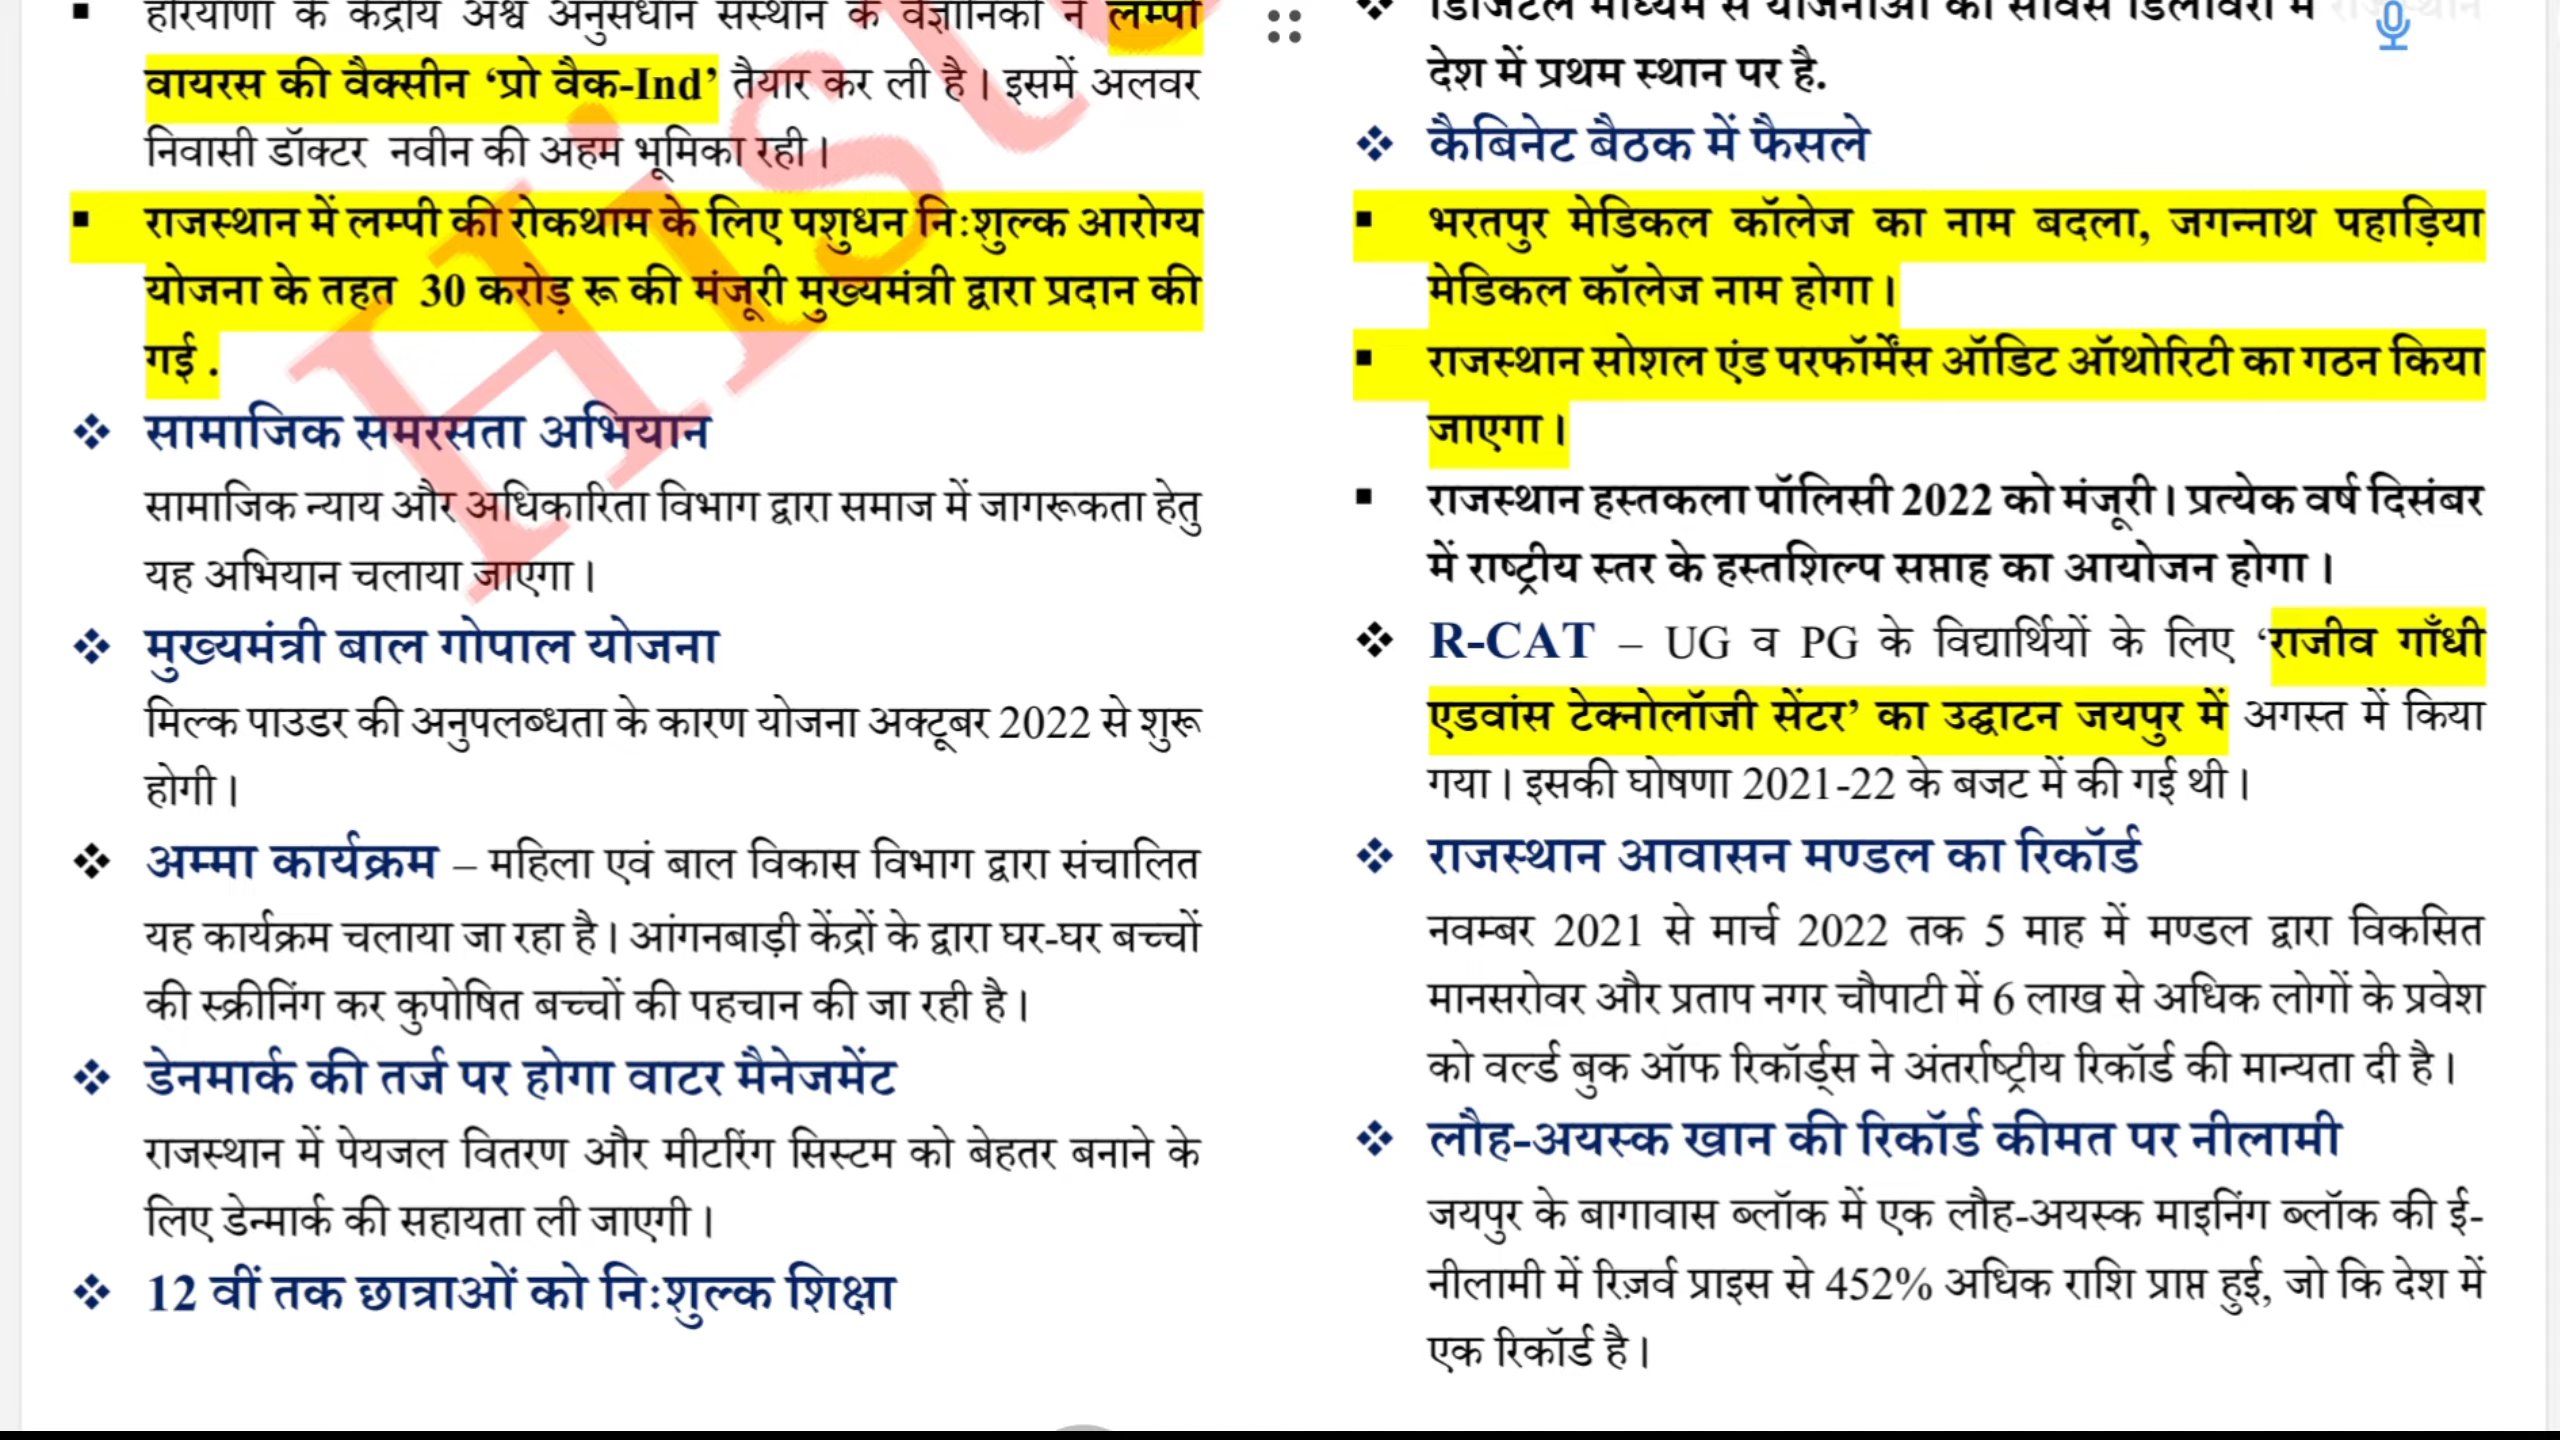 हरियाणा के केंद्रीय अश्व अनुसंधान संस्थान के वैज्ञानिकों ने लम्पी
वायरस की वैक्सीन ‘प्रो वैक-Ind’ तैयार कर ली है। इसमें अलवर
निवासी डॉक्टर नवीन की अहम भूमिका रही।
▪ राजस्थान में लम्पी की रोकथाम के लिए पशुधन नि:शुल्क आरोग्य
योजना के तहत 30 करोड़ रू की मंजूरी मुख्यमंत्री द्वारा प्रदान की
गई .
❖ सामाजिक समरसता अभियान
सामाजिक न्याय और अधिकारिता विभाग द्वारा समाज में जागरूकता हेतु
यह अभियान चलाया जाएगा।
❖ मुख्यमंत्री बाल गोपाल योजना
मिल्क पाउडर की अनुपलब्धता के कारण योजना अक्टूबर 2022 से शुरू
होगी।
❖ अम्मा कार्यक्रम – महिला एवं बाल विकास विभाग द्वारा संचालित
यह कार्यक्रम चलाया जा रहा है। आंगनबाड़ी केंद्रों के द्वारा घर-घर बच्चों
की स्क्रीनिंग कर कुपोषित बच्चों की पहचान की जा रही है।
❖ डेनमार्क की तर्ज पर होगा वाटर मैनेजमेंट
राजस्थान में पेयजल वितरण और मीटरिंग सिस्टम को बेहतर बनाने के
लिए डेन्मार्क की सहायता ली जाएगी।
❖ 12 वीं तक छात्राओं को नि:शुल्क शिक्षा
❖ डिजिटल माध्यम से योजनाओं की सर्विस डिलीवरी में राजस्थान
देश में प्रथम स्थान पर है.
❖ कैबिनेट बैठक में फैसले
▪ भरतपुर मेडिकल कॉलेज का नाम बदला, जगन्नाथ पहाड़िया
मेडिकल कॉलेज नाम होगा।
▪ राजस्थान सोशल एंड परफॉर्मेंस ऑडिट ऑथोरिटी का गठन किया
जाएगा।
▪ राजस्थान हस्तकला पॉलिसी 2022 को मंजूरी। प्रत्येक वर्ष दिसंबर
में राष्ट्रीय स्तर के हस्तशिल्प सप्ताह का आयोजन होगा।
❖ R-CAT – UG व PG के विद्यार्थियों के लिए ‘राजीव गाँधी
एडवांस टेक्नोलॉजी सेंटर’ का उद्घाटन जयपुर में अगस्त में किया
गया। इसकी घोषणा 2021-22 के बजट में की गई थी।
❖ राजस्थान आवासन मण्डल का रिकॉर्ड
नवम्बर 2021 से मार्च 2022 तक 5 माह में मण्डल द्वारा विकसित
मानसरोवर और प्रताप नगर चौपाटी में 6 लाख से अधिक लोगों के प्रवेश
को वर्ल्ड बुक ऑफ रिकॉर्ड्स ने अंतर्राष्ट्रीय रिकॉर्ड की मान्यता दी है।
❖ लौह-अयस्क खान की रिकॉर्ड कीमत पर नीलामी
जयपुर के बागावास ब्लॉक में एक लौह-अयस्क माइनिंग ब्लॉक की ई-
नीलामी में रिज़र्व प्राइस से 452% अधिक राशि प्राप्त हुई, जो कि देश में
एक रिकॉर्ड है।